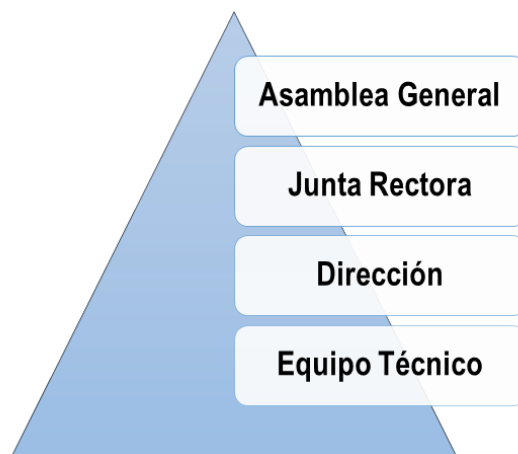 Asamblea General
Junta Rectora
Dirección
Equipo Técnico